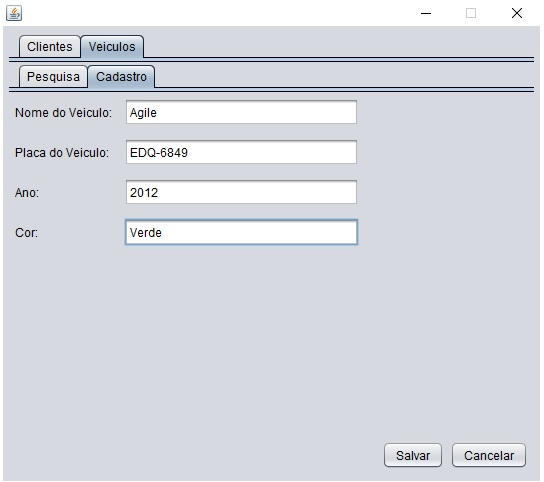 Clientes Veiculos
Pesquisa Cadastro
Nome do Veiculo: Agile
Placa do Veiculo: EDQ-6849
Ano: 2012
Cor: Verde
Salvar Cancelar